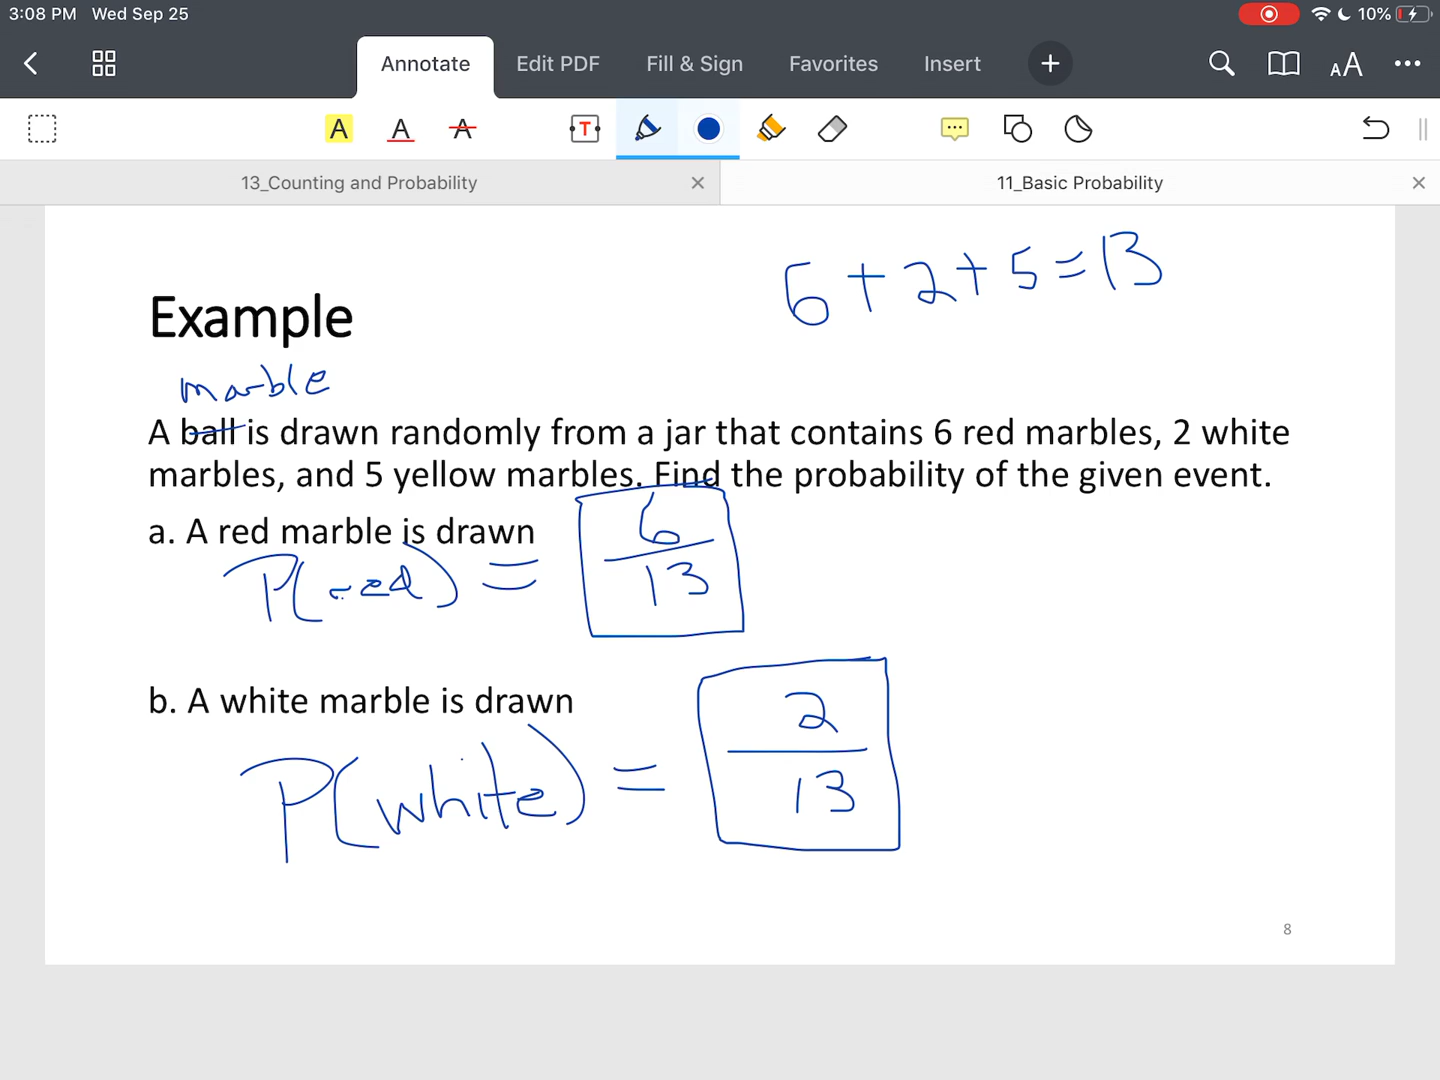 3:08 PM Wed Sep 25
10%
Annotate Edit PDF Fill & Sign Favorites Insert
AA
A A A T
13_Counting and Probability
11_Basic Probability
6 + 2 + 5 = 13
Example
marble
A ball is drawn randomly from a jar that contains 6 red marbles, 2 white
marbles, and 5 yellow marbles. Find the probability of the given event.
a. A red marble is drawn
P(red) = 6/13
b. A white marble is drawn
P(white) = 2/13
8